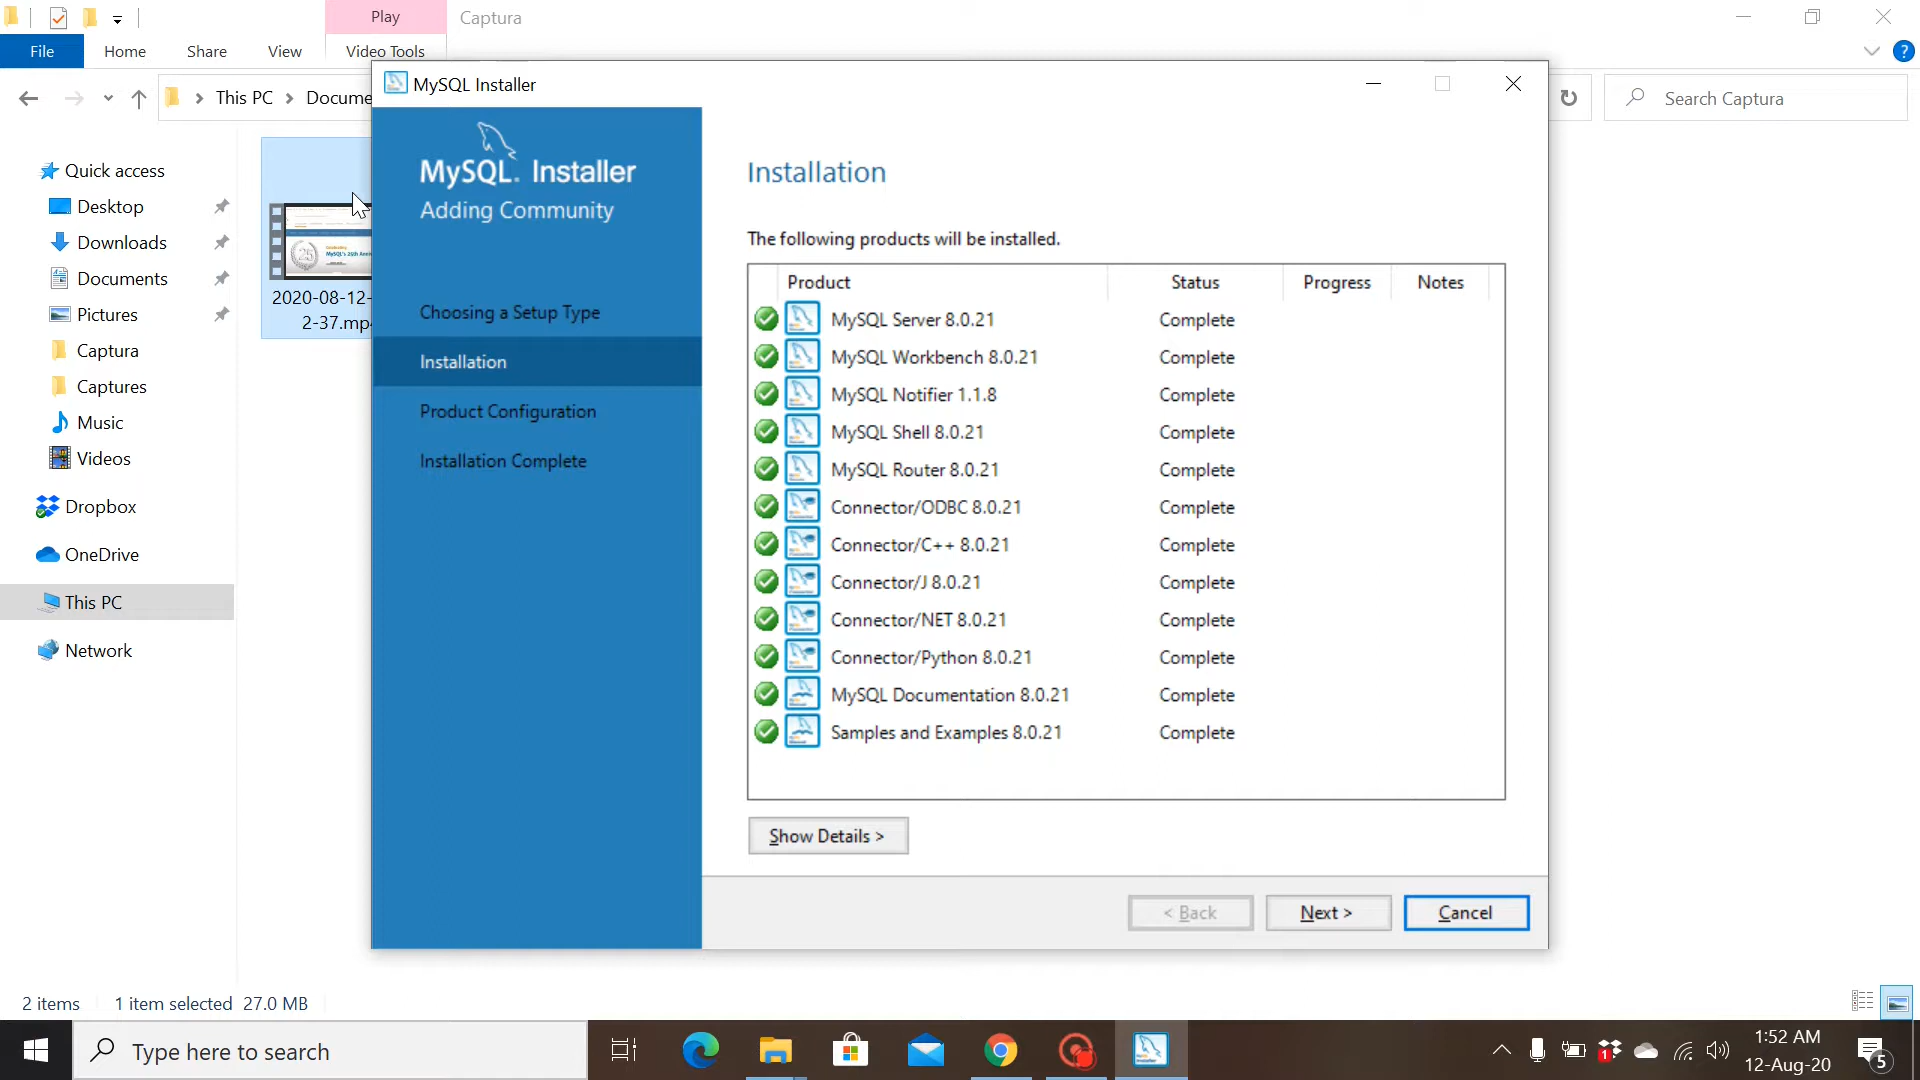 Play
Captura
File
Home
Share
View
Video Tools
This PC
Docume
Search Captura
Quick access
Desktop
Downloads
Documents
Pictures
Captura
Captures
Music
Videos
Dropbox
OneDrive
This PC
Network
2020-08-12-
2-37.mp4
MySQL Installer
MySQL. Installer
Adding Community
Choosing a Setup Type
Installation
Product Configuration
Installation Complete
Installation
The following products will be installed.
Product Status Progress Notes
MySQL Server 8.0.21 Complete
MySQL Workbench 8.0.21 Complete
MySQL Notifier 1.1.8 Complete
MySQL Shell 8.0.21 Complete
MySQL Router 8.0.21 Complete
Connector/ODBC 8.0.21 Complete
Connector/C++ 8.0.21 Complete
Connector/J 8.0.21 Complete
Connector/NET 8.0.21 Complete
Connector/Python 8.0.21 Complete
MySQL Documentation 8.0.21 Complete
Samples and Examples 8.0.21 Complete
Show Details >
< Back
Next >
Cancel
2 items 1 item selected 27.0 MB
Type here to search
1
1:52 AM
12-Aug-20
5